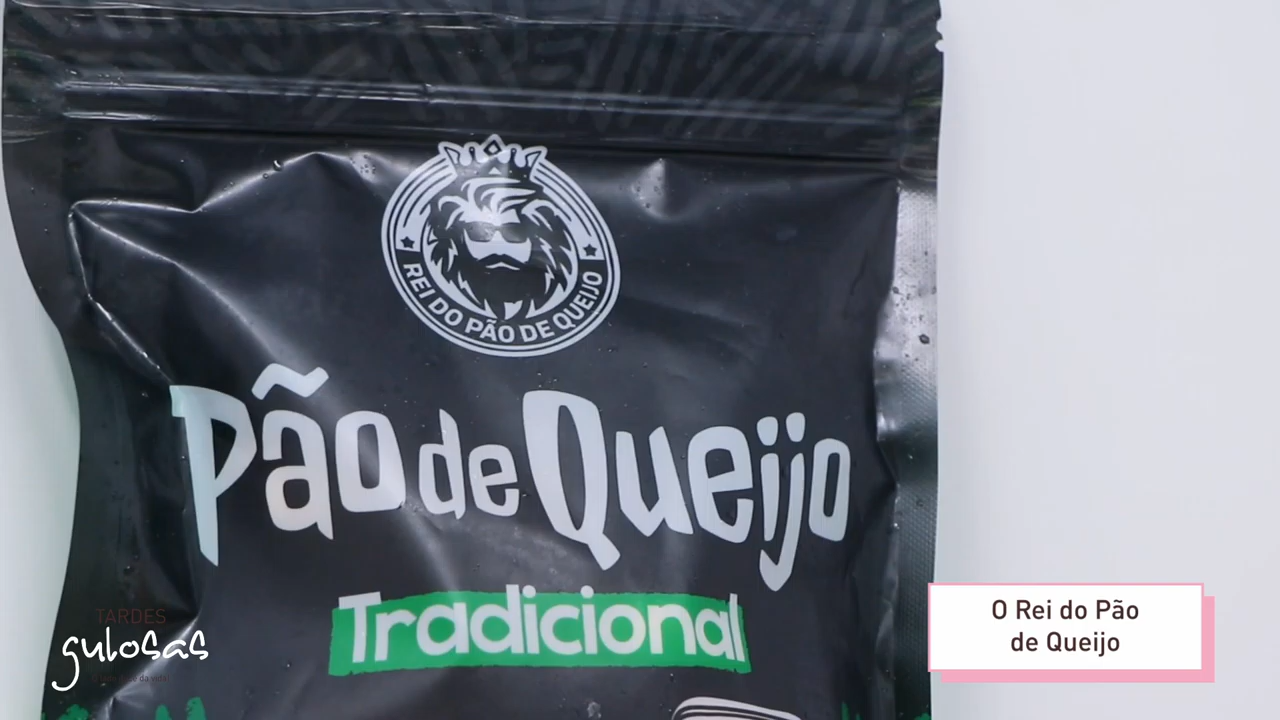 REI DO PÃO DE QUEIJO
Pão de Queijo
Tradicional
TARDES
gulosas
O Rei do Pão
de Queijo